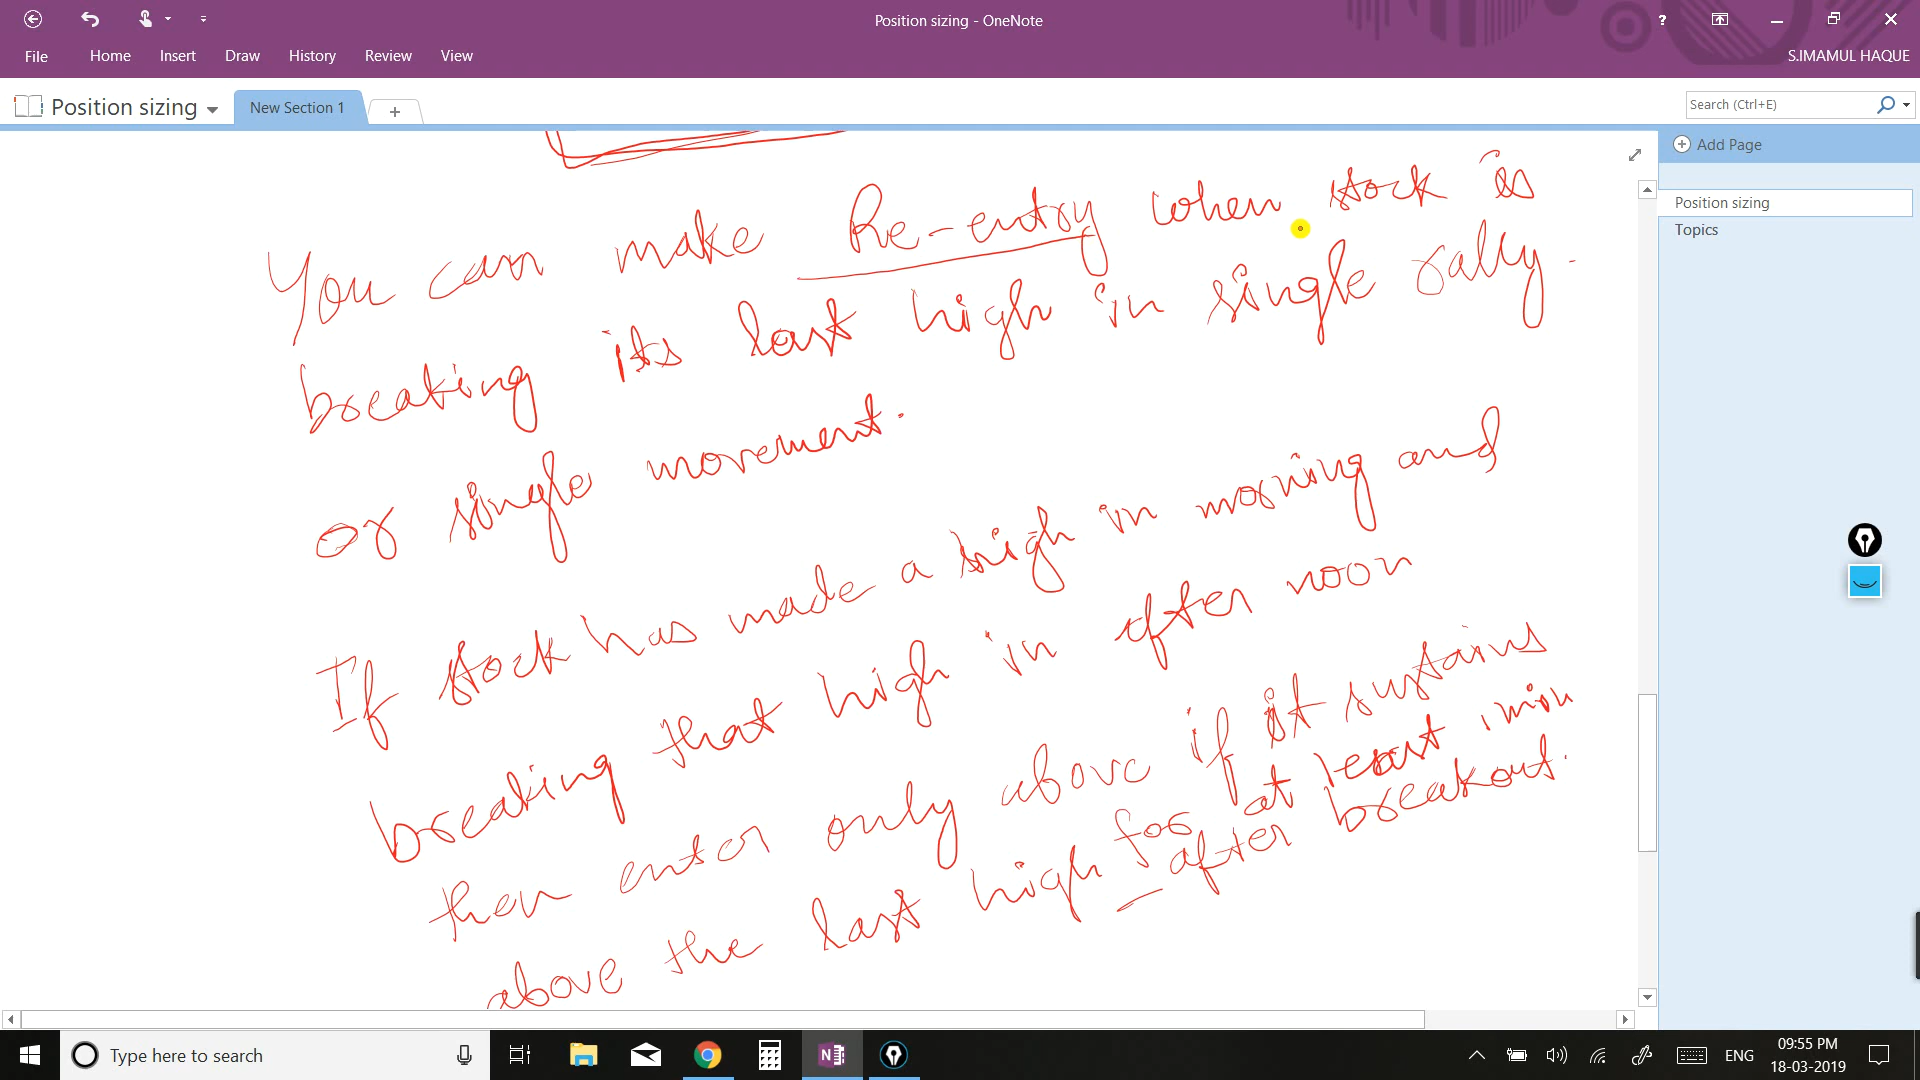 Position sizing - OneNote
?
File Home Insert Draw History Review View
S.IMAMUL HAQUE
Position sizing New Section 1 +
Search (Ctrl+E)
Add Page
Position sizing
Topics
You can make Re-entry when stock is
breaking its last high in single rally.
or single movement.
If stock has made a high in morning and
breaking that high in after noon
then enter only above if it sustains
above the last high for at least 1 min
after breakout.
Type here to search
ENG
09:55 PM
18-03-2019